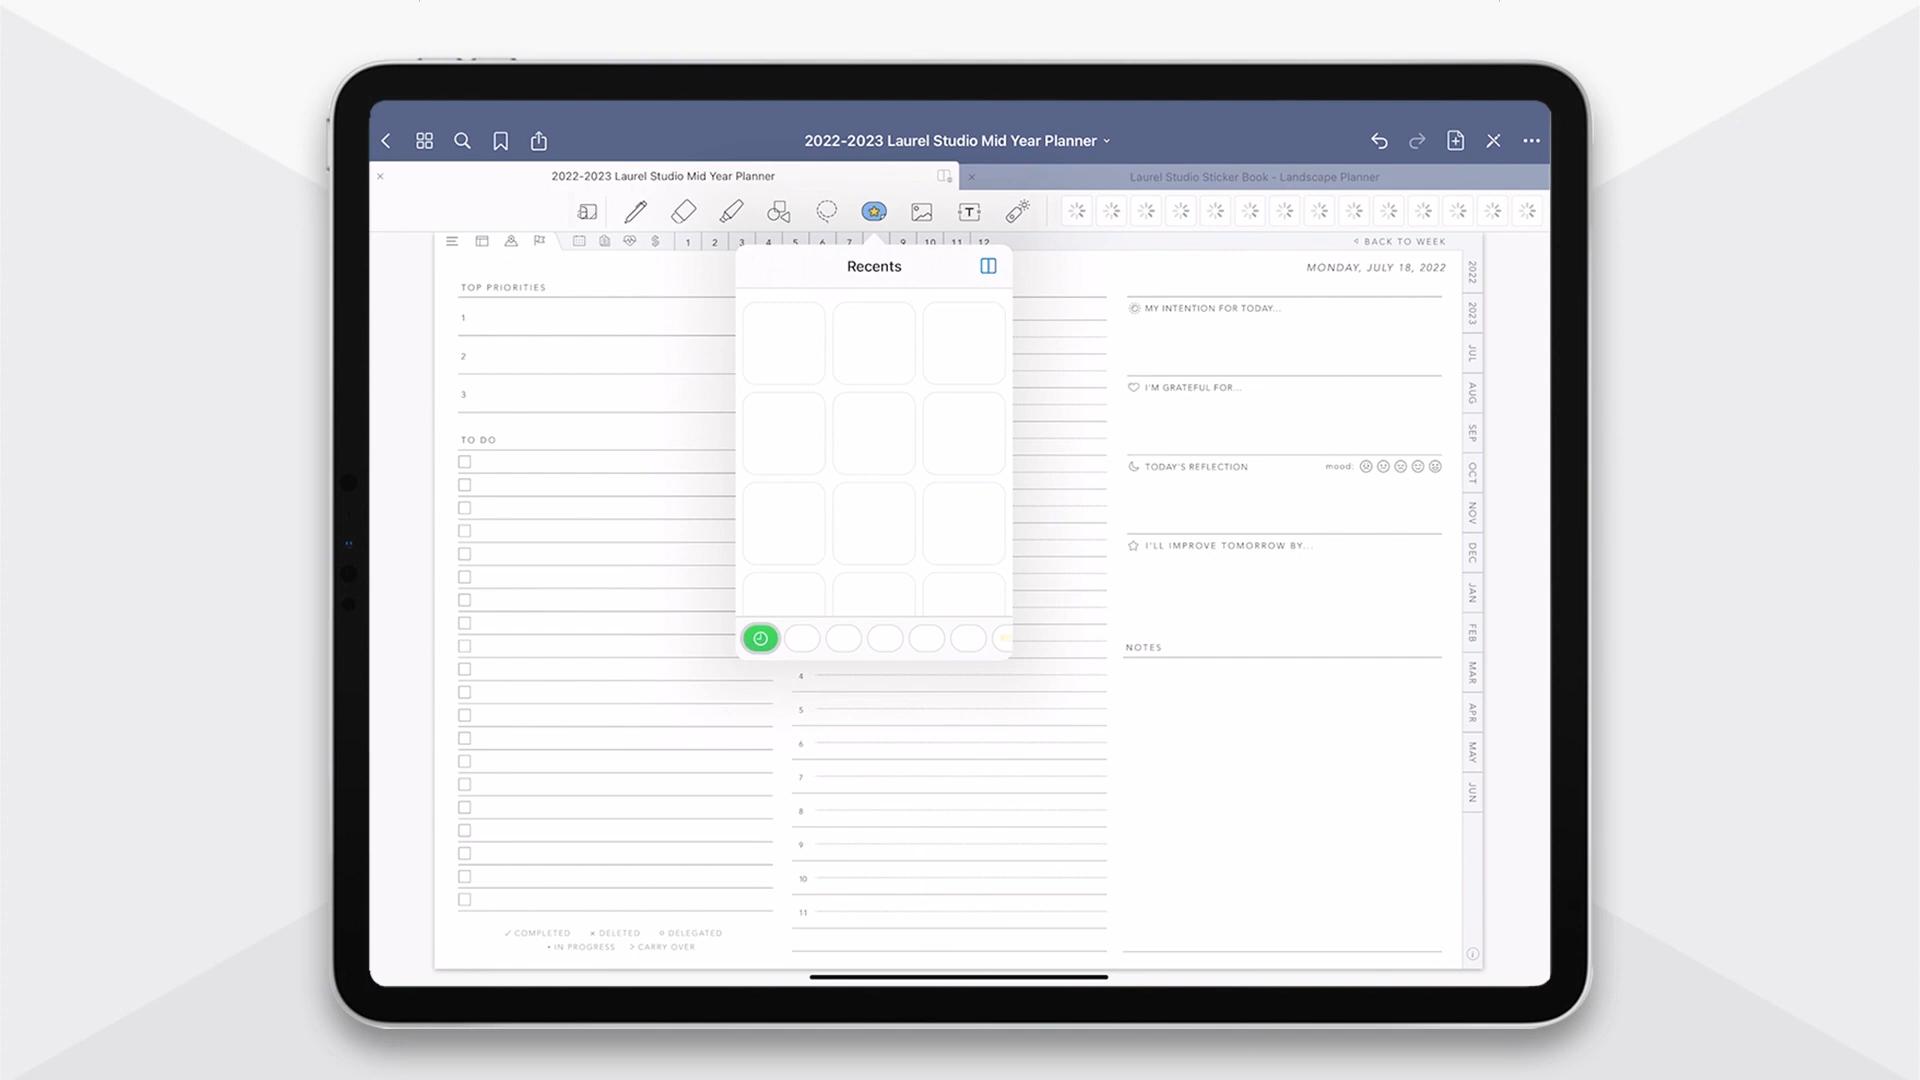 2022-2023 Laurel Studio Mid Year Planner
2022-2023 Laurel Studio Mid Year Planner
Laurel Studio Sticker Book - Landscape Planner
T
$ 1 2 3 4 5 6 7 9 10 11 12
< BACK TO WEEK
Recents
MONDAY, JULY 18, 2022
TOP PRIORITIES
1
2
3
TO DO
✓ COMPLETED × DELETED o DELEGATED
• IN PROGRESS > CARRY OVER
4
5
6
7
8
9
10
11
MY INTENTION FOR TODAY...
I'M GRATEFUL FOR...
TODAY'S REFLECTION mood:
I'LL IMPROVE TOMORROW BY...
NOTES
2022
2023
JUL
AUG
SEP
OCT
NOV
DEC
JAN
FEB
MAR
APR
MAY
JUN